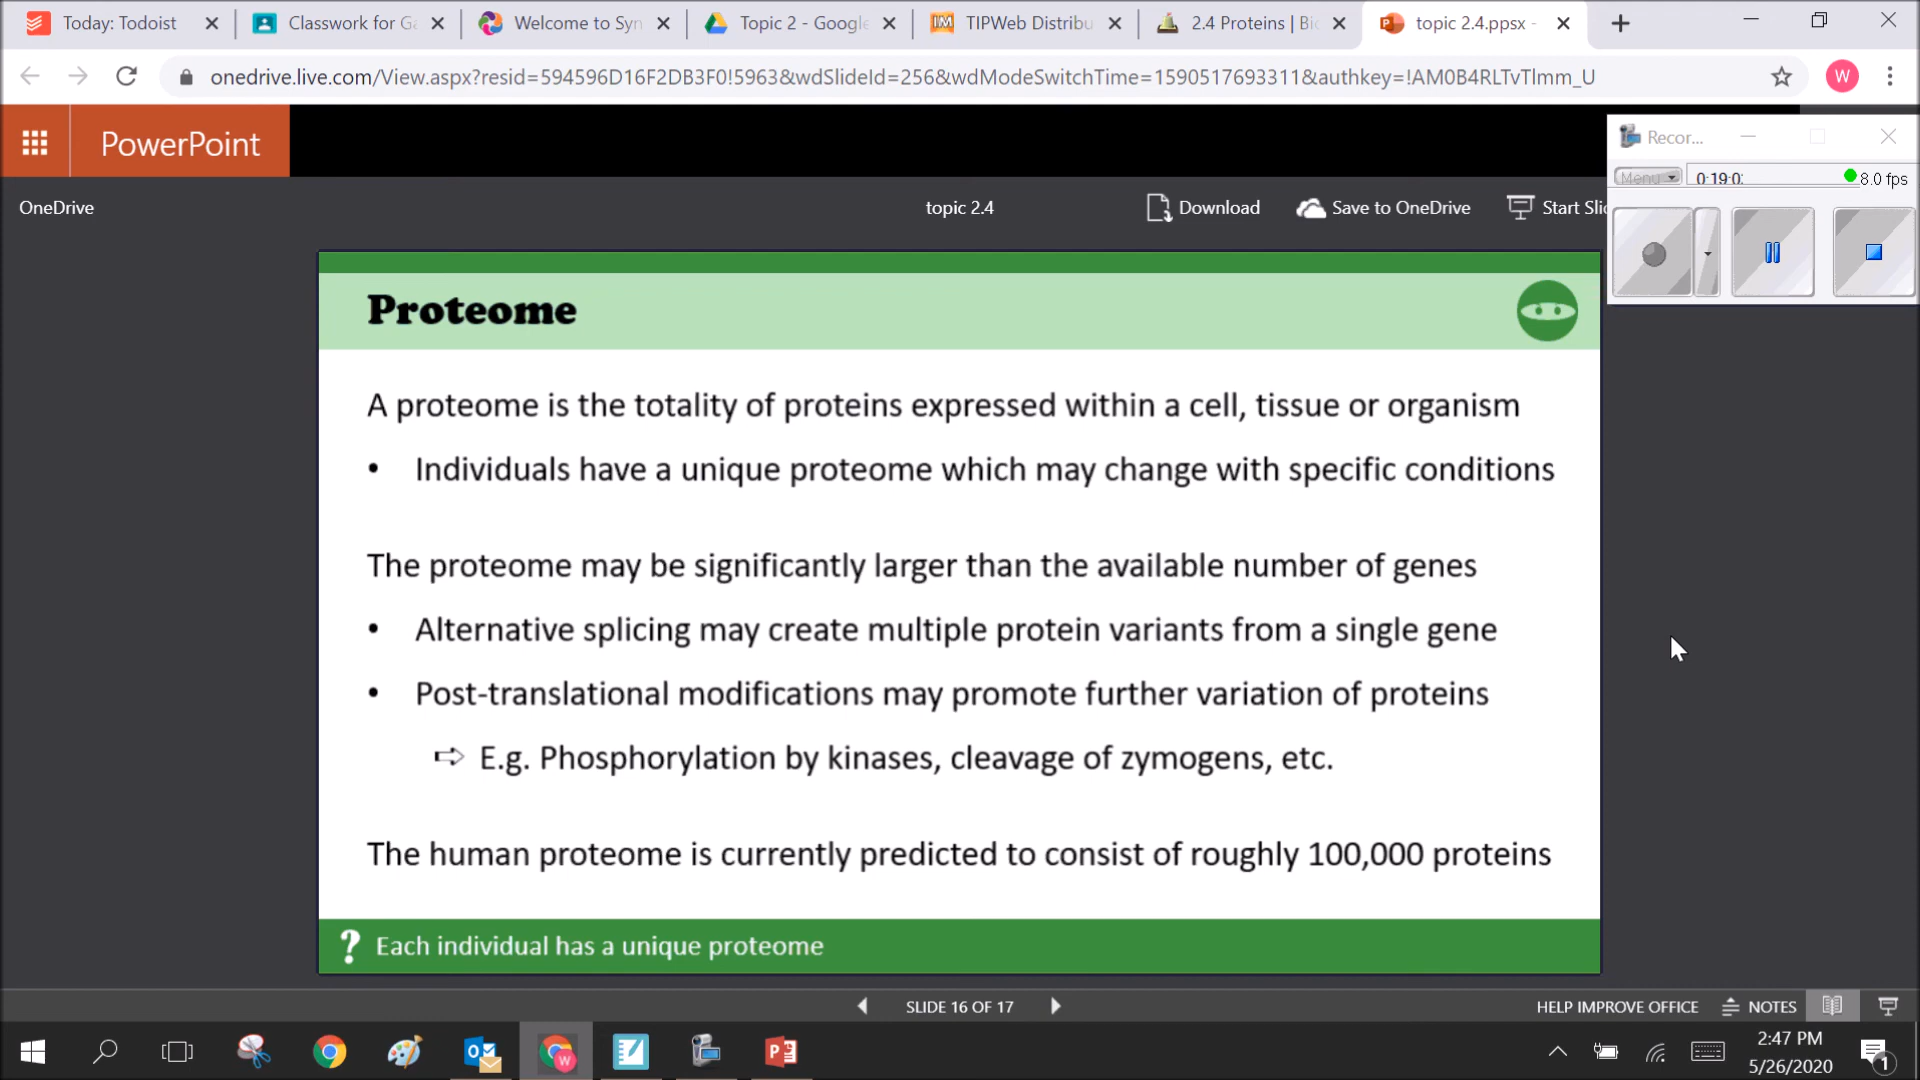 Today: Todoist
Classwork for Ga
Welcome to Syn
Topic 2 - Google
TIPWeb Distribu
2.4 Proteins | Bio
topic 2.4.ppsx -
onedrive.live.com/View.aspx?resid=594596D16F2DB3F0!5963&wdSlideId=256&wdModeSwitchTime=1590517693311&authkey=!AM0B4RLTvTlmm_U
W
PowerPoint
Recor...
Menu
0:19:0
8.0 fps
OneDrive
topic 2.4
Download
Save to OneDrive
Start Slid
Proteome
A proteome is the totality of proteins expressed within a cell, tissue or organism
• Individuals have a unique proteome which may change with specific conditions
The proteome may be significantly larger than the available number of genes
• Alternative splicing may create multiple protein variants from a single gene
• Post-translational modifications may promote further variation of proteins
⇨ E.g. Phosphorylation by kinases, cleavage of zymogens, etc.
The human proteome is currently predicted to consist of roughly 100,000 proteins
? Each individual has a unique proteome
SLIDE 16 OF 17
HELP IMPROVE OFFICE
NOTES
2:47 PM
5/26/2020
1